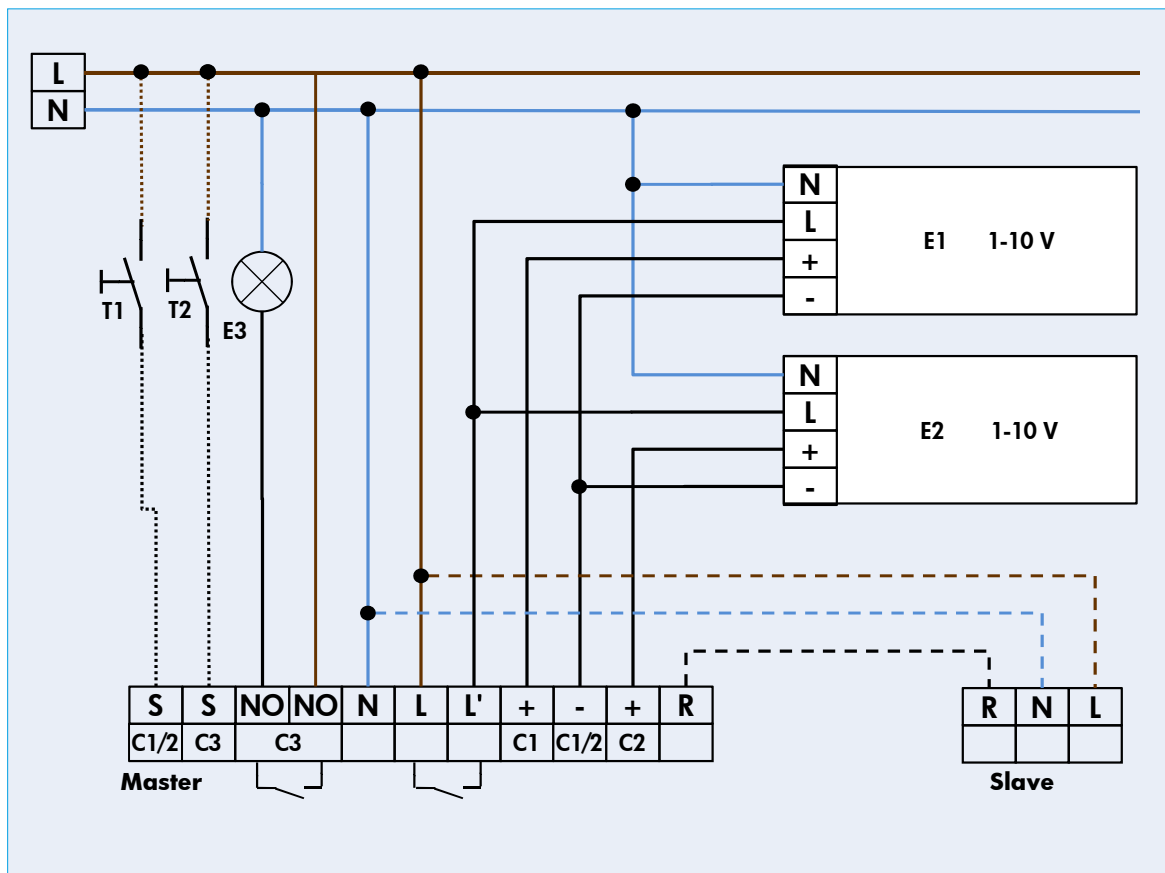 L
N
N
L
E1 1-10 V
+
-
T1
T2
E3
N
L
E2 1-10 V
+
-
S S NO NO N L L' + - + R
C1/2 C3 C3 C1 C1/2 C2
Master
R N L
Slave